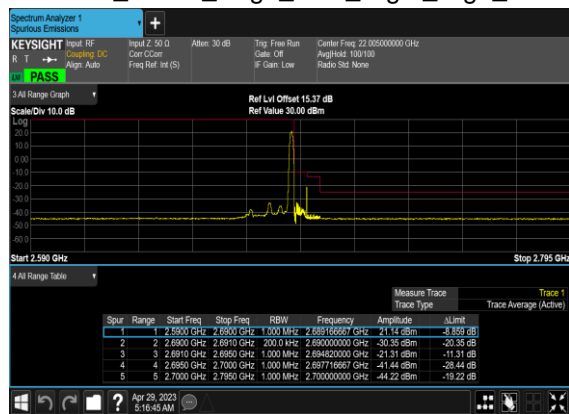 Spectrum Analyzer 1
Spurious Emissions
+
KEYSIGHT Input: RF Input Z: 50 Ω Atten: 30 dB Trig: Free Run Center Freq: 22.005000000 GHz
R T Coupling: DC Corr CCorr Gate: Off Avg|Hold: 100/100
Align: Auto Freq Ref: Int (S) IF Gain: Low Radio Std: None
PASS
3 All Range Graph
Ref Lvl Offset 15.37 dB
Scale/Div 10.0 dB Ref Value 30.00 dBm
Log
20.0
10.0
0.00
-10.0
-20.0
-30.0
-40.0
-50.0
-60.0
Start 2.590 GHz Stop 2.795 GHz
4 All Range Table
Measure Trace Trace 1
Trace Type Trace Average (Active)
Spur Range Start Freq Stop Freq RBW Frequency Amplitude ΔLimit
1 1 2.5900 GHz 2.6900 GHz 1.000 MHz 2.689166667 GHz 21.14 dBm -8.859 dB
2 2 2.6900 GHz 2.6910 GHz 200.0 kHz 2.690000000 GHz -30.35 dBm -20.35 dB
3 3 2.6910 GHz 2.6950 GHz 1.000 MHz 2.694820000 GHz -21.31 dBm -11.31 dB
4 4 2.6950 GHz 2.7000 GHz 1.000 MHz 2.697716667 GHz -41.44 dBm -28.44 dB
5 5 2.7000 GHz 2.7950 GHz 1.000 MHz 2.700000000 GHz -44.22 dBm -19.22 dB
? Apr 29, 2023
5:16:45 AM